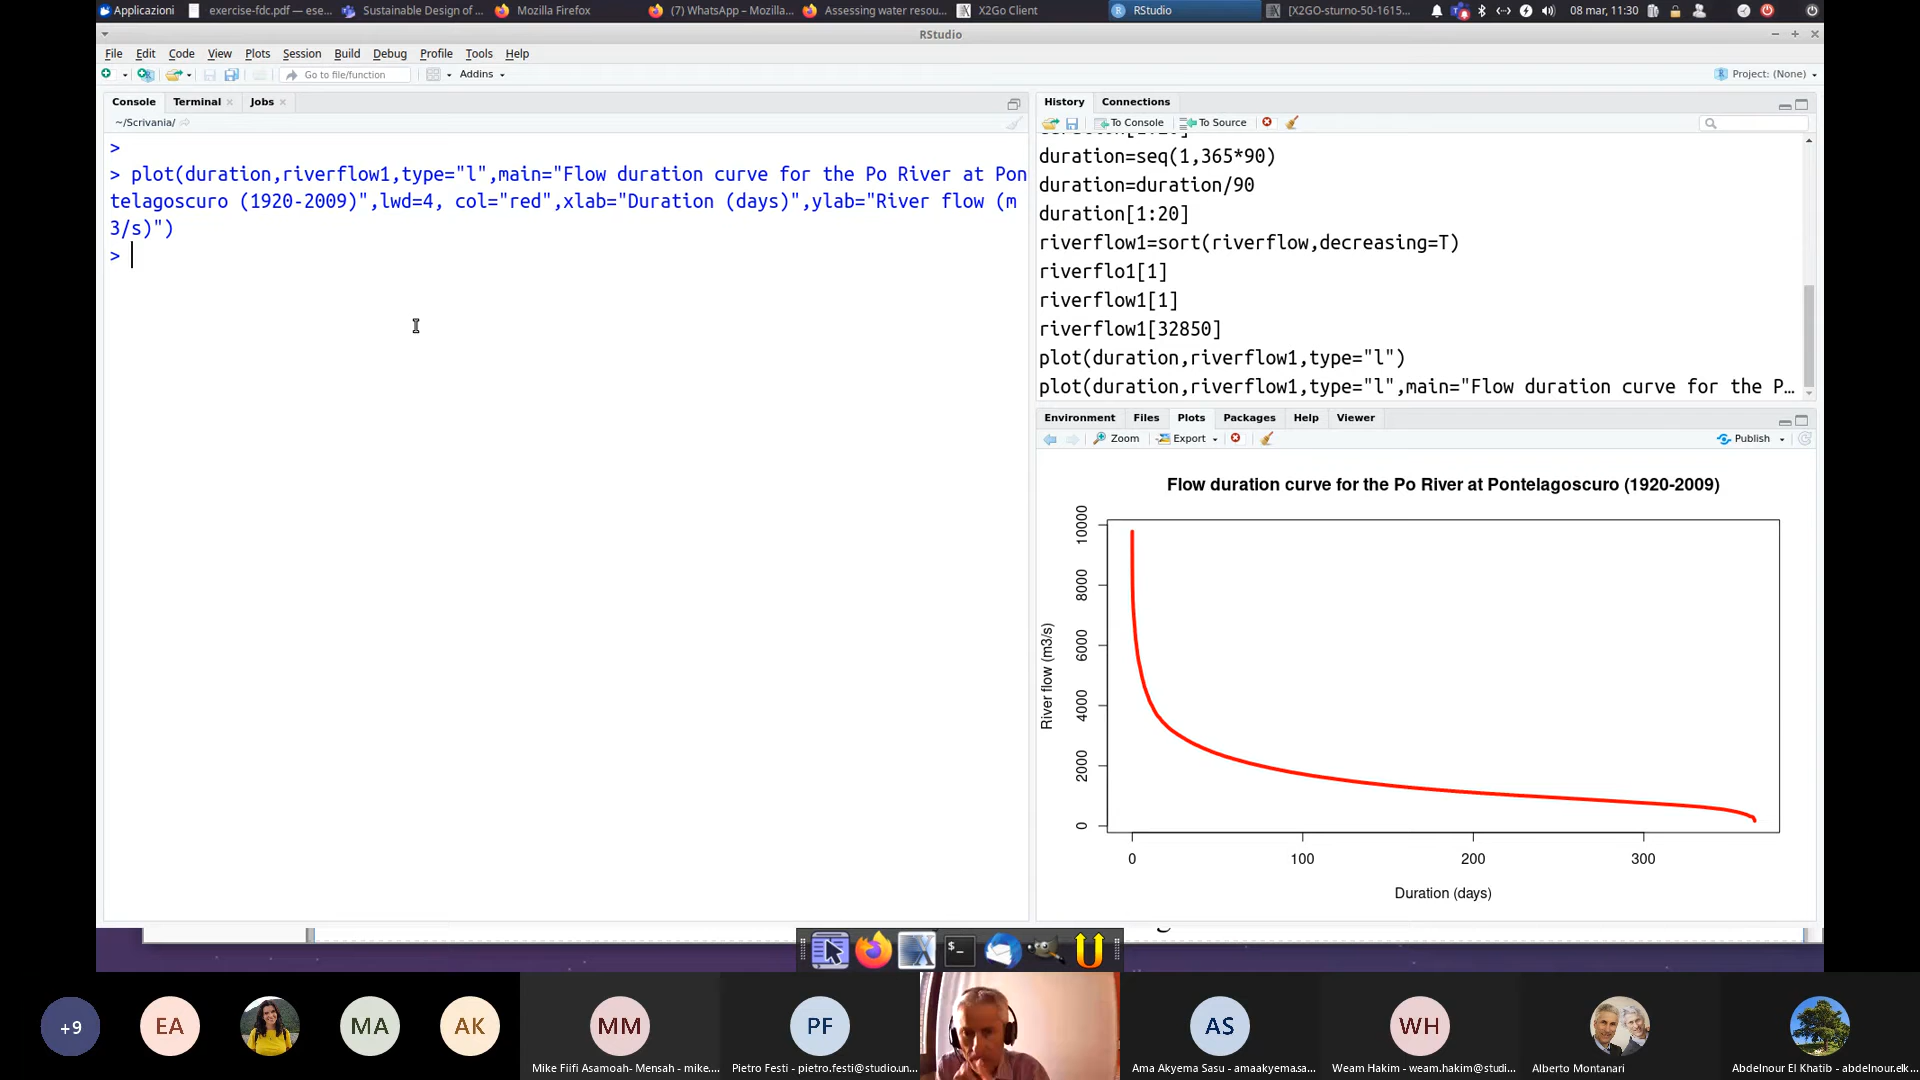 Applicazioni
exercise-fdc.pdf — ese...
Sustainable Design of ...
Mozilla Firefox
(7) WhatsApp – Mozilla...
Assessing water resou...
X2Go Client
RStudio
[X2GO-sturno-50-1615...
08 mar, 11:30
RStudio
File Edit Code View Plots Session Build Debug Profile Tools Help
Go to file/function
Addins
Project: (None)
Console Terminal Jobs
~/Scrivania/
>
> plot(duration,riverflow1,type="l",main="Flow duration curve for the Po River at Pon
telagoscuro (1920-2009)",lwd=4, col="red",xlab="Duration (days)",ylab="River flow (m
3/s)")
>
History Connections
To Console To Source
duration=seq(1,365*90)
duration=duration/90
duration[1:20]
riverflow1=sort(riverflow,decreasing=T)
riverflo1[1]
riverflow1[1]
riverflow1[32850]
plot(duration,riverflow1,type="l")
plot(duration,riverflow1,type="l",main="Flow duration curve for the P...
Environment Files Plots Packages Help Viewer
Zoom Export Publish
Flow duration curve for the Po River at Pontelagoscuro (1920-2009)
River flow (m3/s)
10000
8000
6000
4000
2000
0
0 100 200 300
Duration (days)
+9
EA
MA
AK
MM
PF
AS
WH
Mike Fiifi Asamoah- Mensah - mike....
Pietro Festi - pietro.festi@studio.un...
Ama Akyema Sasu - amaakyema.sa...
Weam Hakim - weam.hakim@studi...
Alberto Montanari
Abdelnour El Khatib - abdelnour.elk...